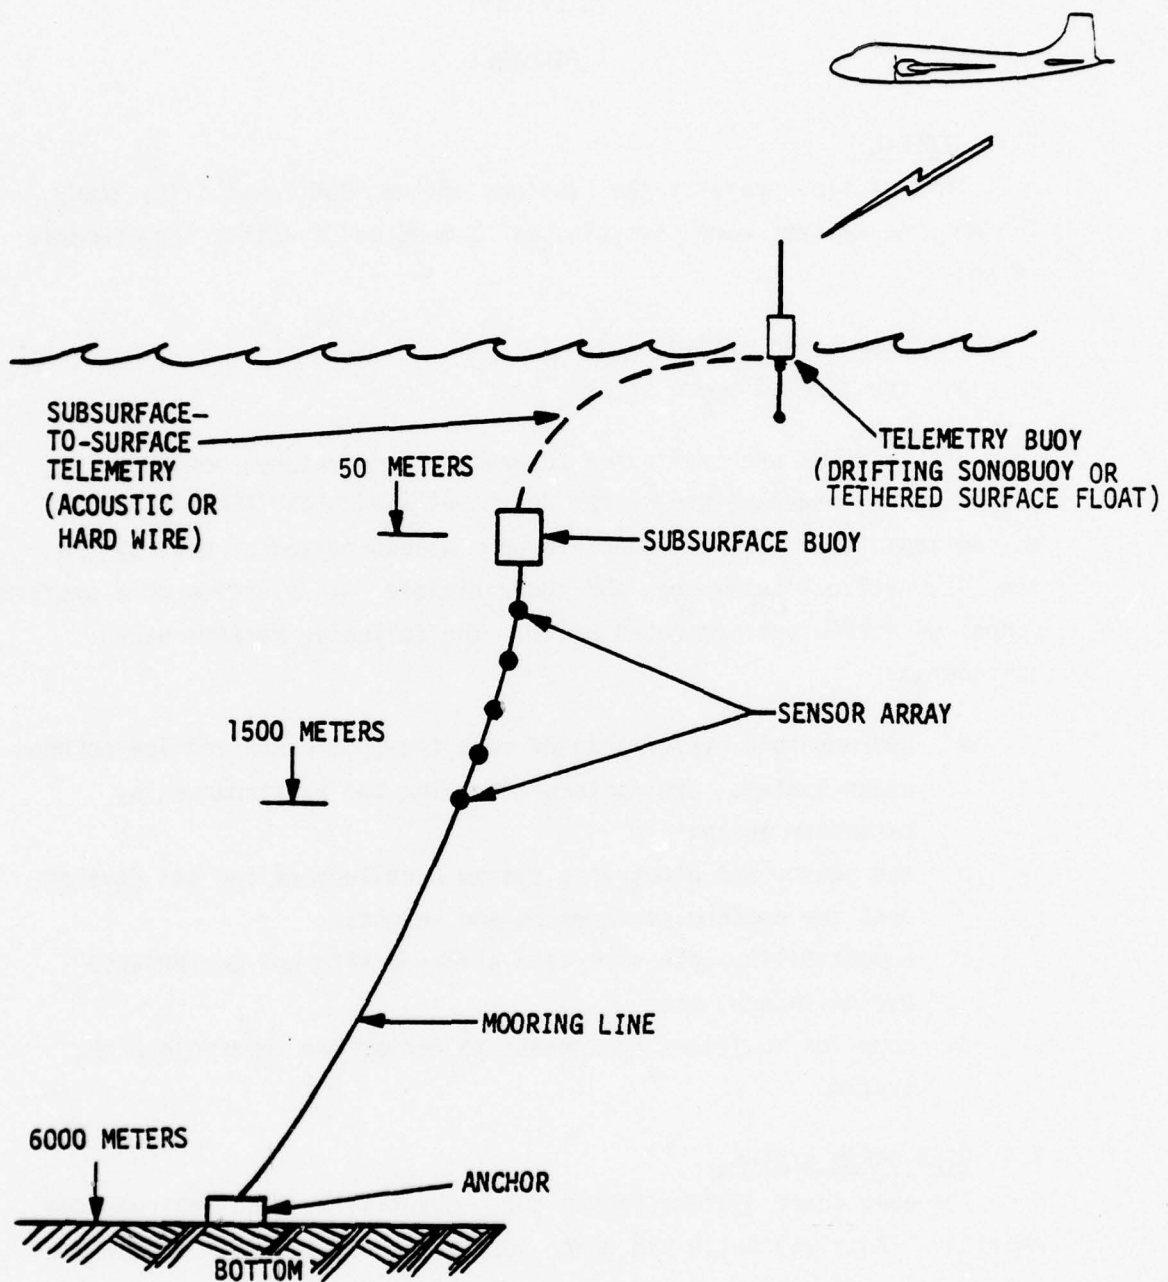 SUBSURFACE-
TO-SURFACE
TELEMETRY
(ACOUSTIC OR
HARD WIRE)
50 METERS
TELEMETRY BUOY
(DRIFTING SONOBUOY OR
TETHERED SURFACE FLOAT)
SUBSURFACE BUOY
SENSOR ARRAY
1500 METERS
MOORING LINE
6000 METERS
ANCHOR
BOTTOM